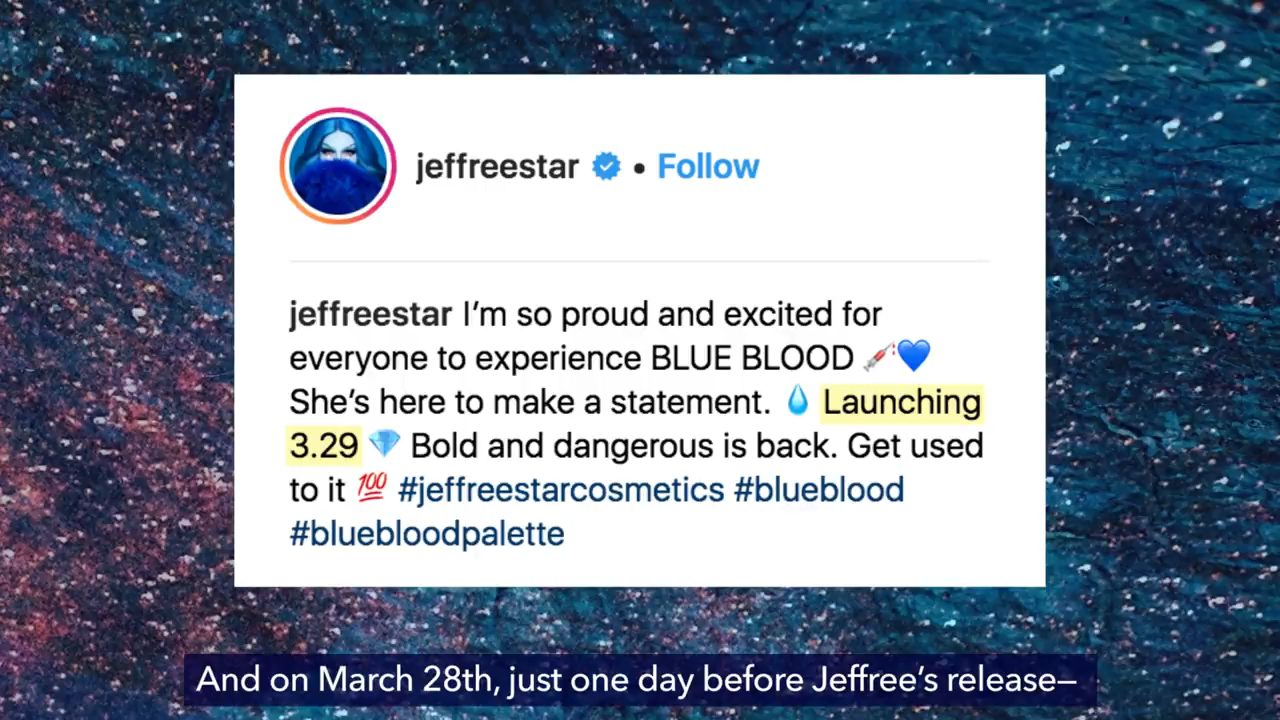 jeffreestar • Follow
jeffreestar I’m so proud and excited for
everyone to experience BLUE BLOOD 💉💙
She’s here to make a statement. 💧 Launching
3.29 💎 Bold and dangerous is back. Get used
to it 💯 #jeffreestarcosmetics #blueblood
#bluebloodpalette
And on March 28th, just one day before Jeffree’s release—